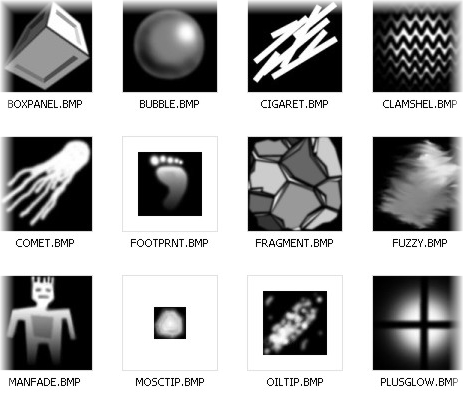 BOXPANEL.BMP BUBBLE.BMP CIGARET.BMP CLAMSHEL.BMP
COMET.BMP FOOTPRNT.BMP FRAGMENT.BMP FUZZY.BMP
MANFADE.BMP MOSCTIP.BMP OILTIP.BMP PLUSGLOW.BMP